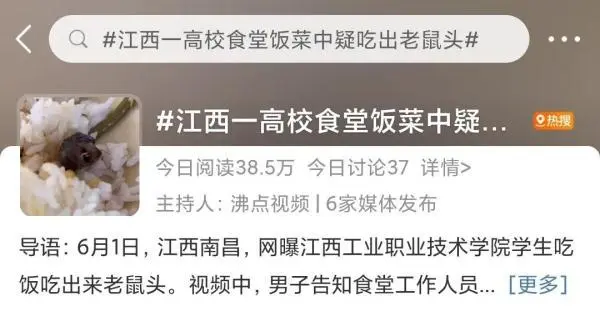 #江西一高校食堂饭菜中疑吃出老鼠头#
#江西一高校食堂饭菜中疑... 热搜
今日阅读38.5万 今日讨论37 详情>
主持人：沸点视频 | 6家媒体发布
导语：6月1日，江西南昌，网曝江西工业职业技术学院学生吃
饭吃出来老鼠头。视频中，男子告知食堂工作人员... [更多]